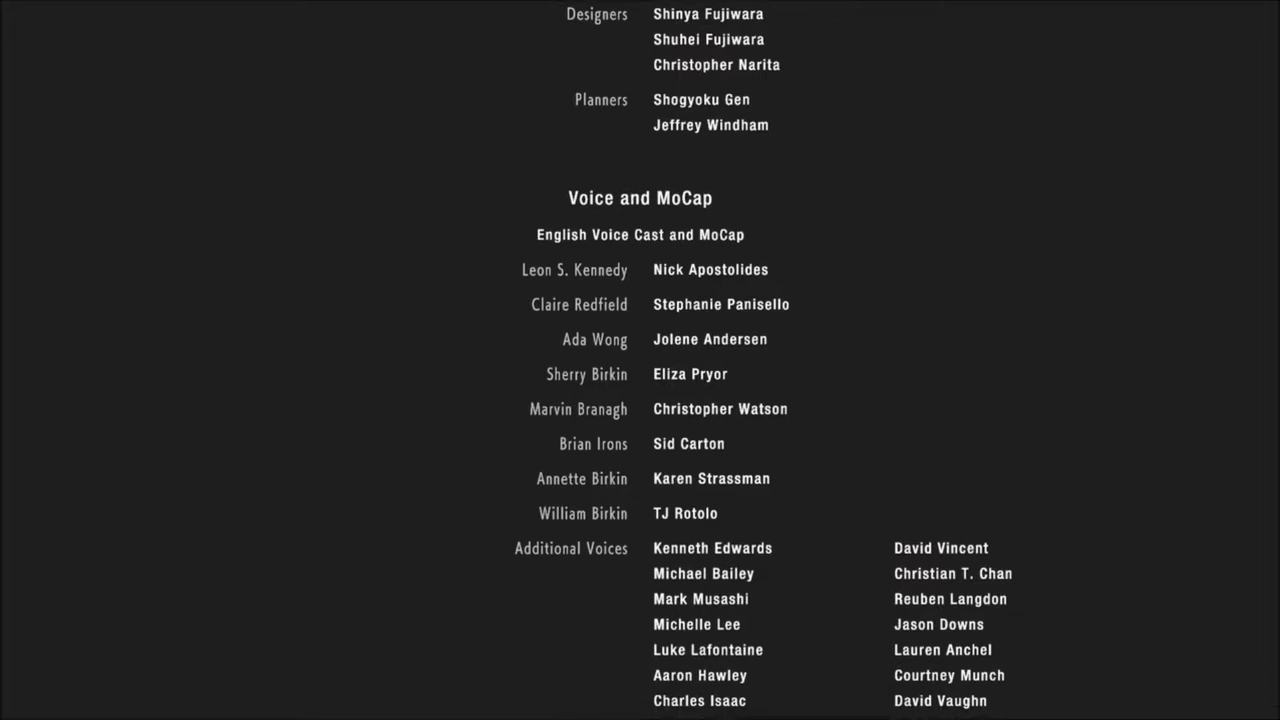 Designers Shinya Fujiwara
Shuhei Fujiwara
Christopher Narita
Planners Shogyoku Gen
Jeffrey Windham
Voice and MoCap
English Voice Cast and MoCap
Leon S. Kennedy Nick Apostolides
Claire Redfield Stephanie Panisello
Ada Wong Jolene Andersen
Sherry Birkin Eliza Pryor
Marvin Branagh Christopher Watson
Brian Irons Sid Carton
Annette Birkin Karen Strassman
William Birkin TJ Rotolo
Additional Voices Kenneth Edwards David Vincent
Michael Bailey Christian T. Chan
Mark Musashi Reuben Langdon
Michelle Lee Jason Downs
Luke Lafontaine Lauren Anchel
Aaron Hawley Courtney Munch
Charles Isaac David Vaughn